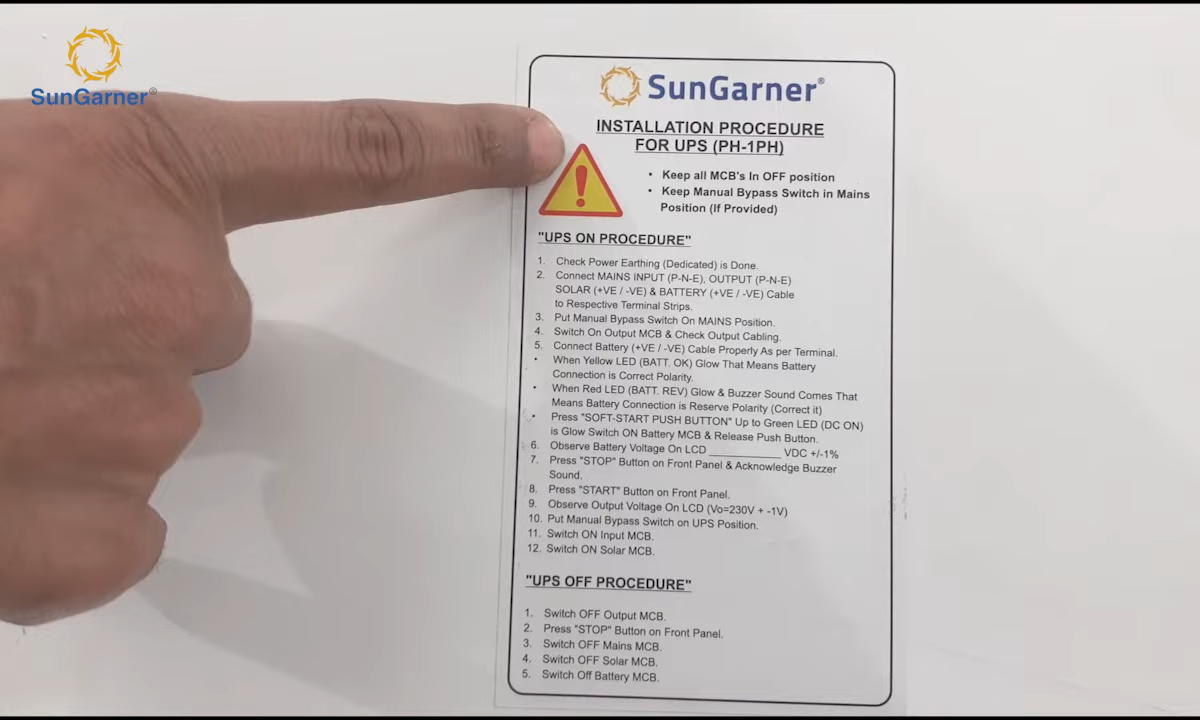 SunGarner®
SunGarner®
INSTALLATION PROCEDURE
FOR UPS (PH-1PH)
• Keep all MCB's In OFF position
• Keep Manual Bypass Switch in Mains
Position (If Provided)
"UPS ON PROCEDURE"
1. Check Power Earthing (Dedicated) is Done.
2. Connect MAINS INPUT (P-N-E), OUTPUT (P-N-E)
SOLAR (+VE / -VE) & BATTERY (+VE / -VE) Cable
to Respective Terminal Strips.
3. Put Manual Bypass Switch On MAINS Position.
4. Switch On Output MCB & Check Output Cabling.
5. Connect Battery (+VE / -VE) Cable Properly As per Terminal.
• When Yellow LED (BATT. OK) Glow That Means Battery
Connection is Correct Polarity.
• When Red LED (BATT. REV) Glow & Buzzer Sound Comes That
Means Battery Connection is Reserve Polarity (Correct it)
• Press "SOFT-START PUSH BUTTON" Up to Green LED (DC ON)
is Glow Switch ON Battery MCB & Release Push Button.
6. Observe Battery Voltage On LCD ____________ VDC +/-1%
7. Press "STOP" Button on Front Panel & Acknowledge Buzzer
Sound.
8. Press "START" Button on Front Panel.
9. Observe Output Voltage On LCD (Vo=230V + -1V)
10. Put Manual Bypass Switch on UPS Position.
11. Switch ON Input MCB.
12. Switch ON Solar MCB.
"UPS OFF PROCEDURE"
1. Switch OFF Output MCB.
2. Press "STOP" Button on Front Panel.
3. Switch OFF Mains MCB.
4. Switch OFF Solar MCB.
5. Switch Off Battery MCB.